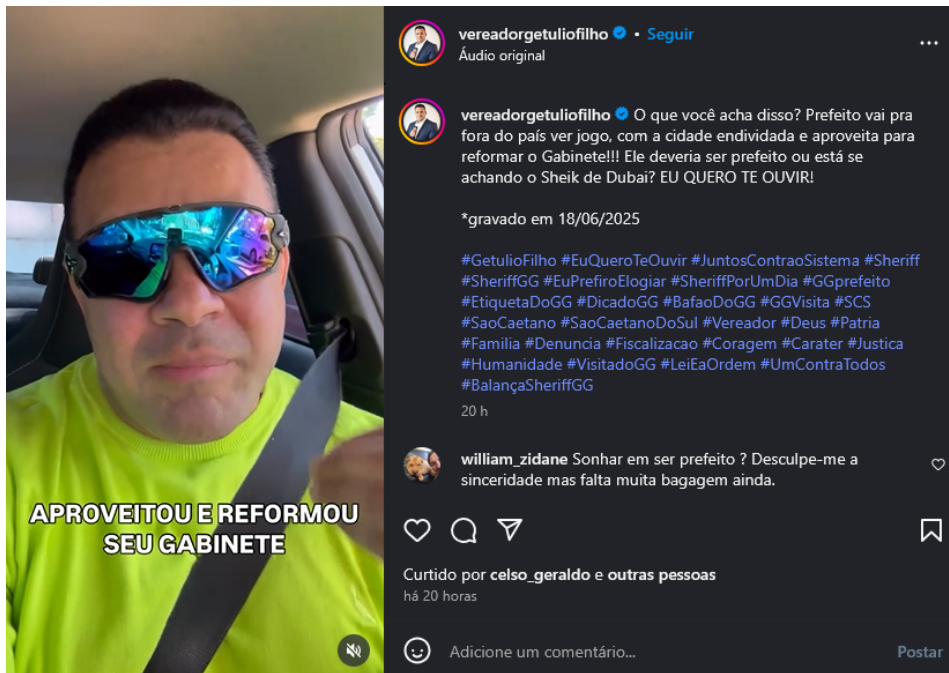 vereadorgetuliofilho • Seguir
Áudio original
vereadorgetuliofilho O que você acha disso? Prefeito vai pra
fora do país ver jogo, com a cidade endividada e aproveita para
reformar o Gabinete!!! Ele deveria ser prefeito ou está se
achando o Sheik de Dubai? EU QUERO TE OUVIR!
*gravado em 18/06/2025
#GetulioFilho #EuQueroTeOuvir #JuntosContraoSistema #Sheriff
#SheriffGG #EuPrefiroElogiar #SheriffPorUmDia #GGprefeito
#EtiquetaDoGG #DicadoGG #BafaoDoGG #GGVisita #SCS
#SaoCaetano #SaoCaetanoDoSul #Vereador #Deus #Patria
#Familia #Denuncia #Fiscalizacao #Coragem #Carater #Justica
#Humanidade #VisitadoGG #LeiEaOrdem #UmContraTodos
#BalançaSheriffGG
20 h
william_zidane Sonhar em ser prefeito ? Desculpe-me a
sinceridade mas falta muita bagagem ainda.
Curtido por celso_geraldo e outras pessoas
há 20 horas
Adicione um comentário...
Postar
APROVEITOU E REFORMOU
SEU GABINETE